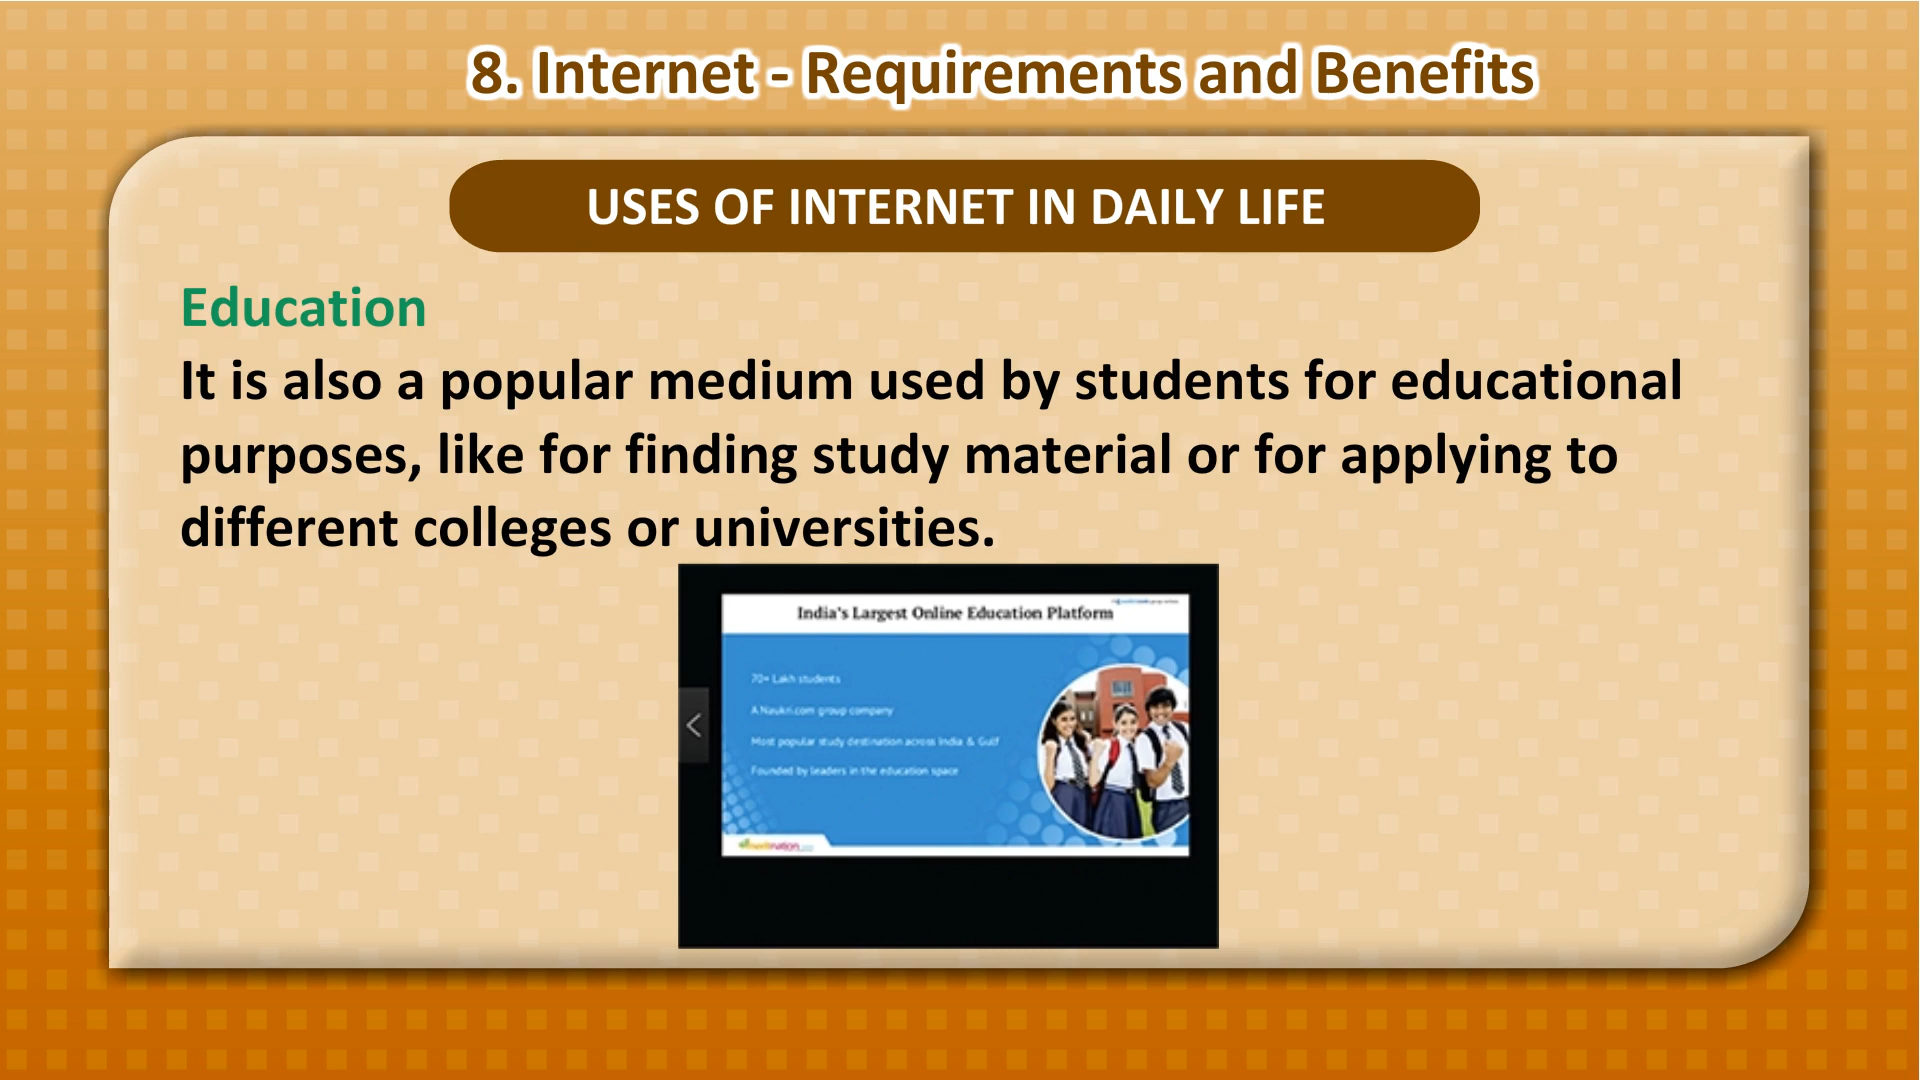 8. Internet - Requirements and Benefits
USES OF INTERNET IN DAILY LIFE
Education
It is also a popular medium used by students for educational
purposes, like for finding study material or for applying to
different colleges or universities.
India's Largest Online Education Platform
70+ Lakh students
A Naukri.com group company
Most popular study destination across India & Gulf
Founded by leaders in the education space
meritnation